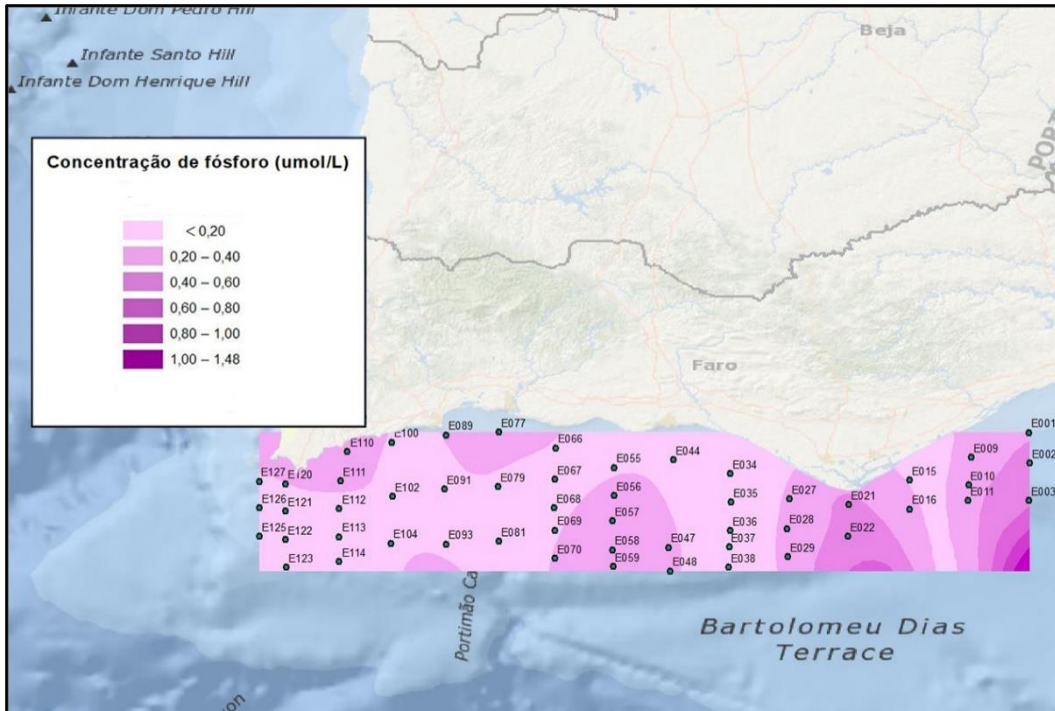 Infante Dom Pedro Hill
Beja
Infante Santo Hill
Infante Dom Henrique Hill
Concentração de fósforo (umol/L)
< 0,20
0,20 – 0,40
0,40 – 0,60
0,60 – 0,80
0,80 – 1,00
1,00 – 1,48
PORT
Faro
E001
E077
E089
E100
E066
E110
E009
E002
E044
E055
E034
E127
E120
E111
E067
E015
E010
E102
E091
E079
E056
E027
E011
E003
E126
E121
E112
E068
E035
E021
E016
E057
E125
E122
E113
E069
E036
E028
E022
E104
E093
E081
E058
E047
E037
E123
E114
E070
E059
E048
E038
E029
Portimão Ca
Bartolomeu Dias
Terrace
yon